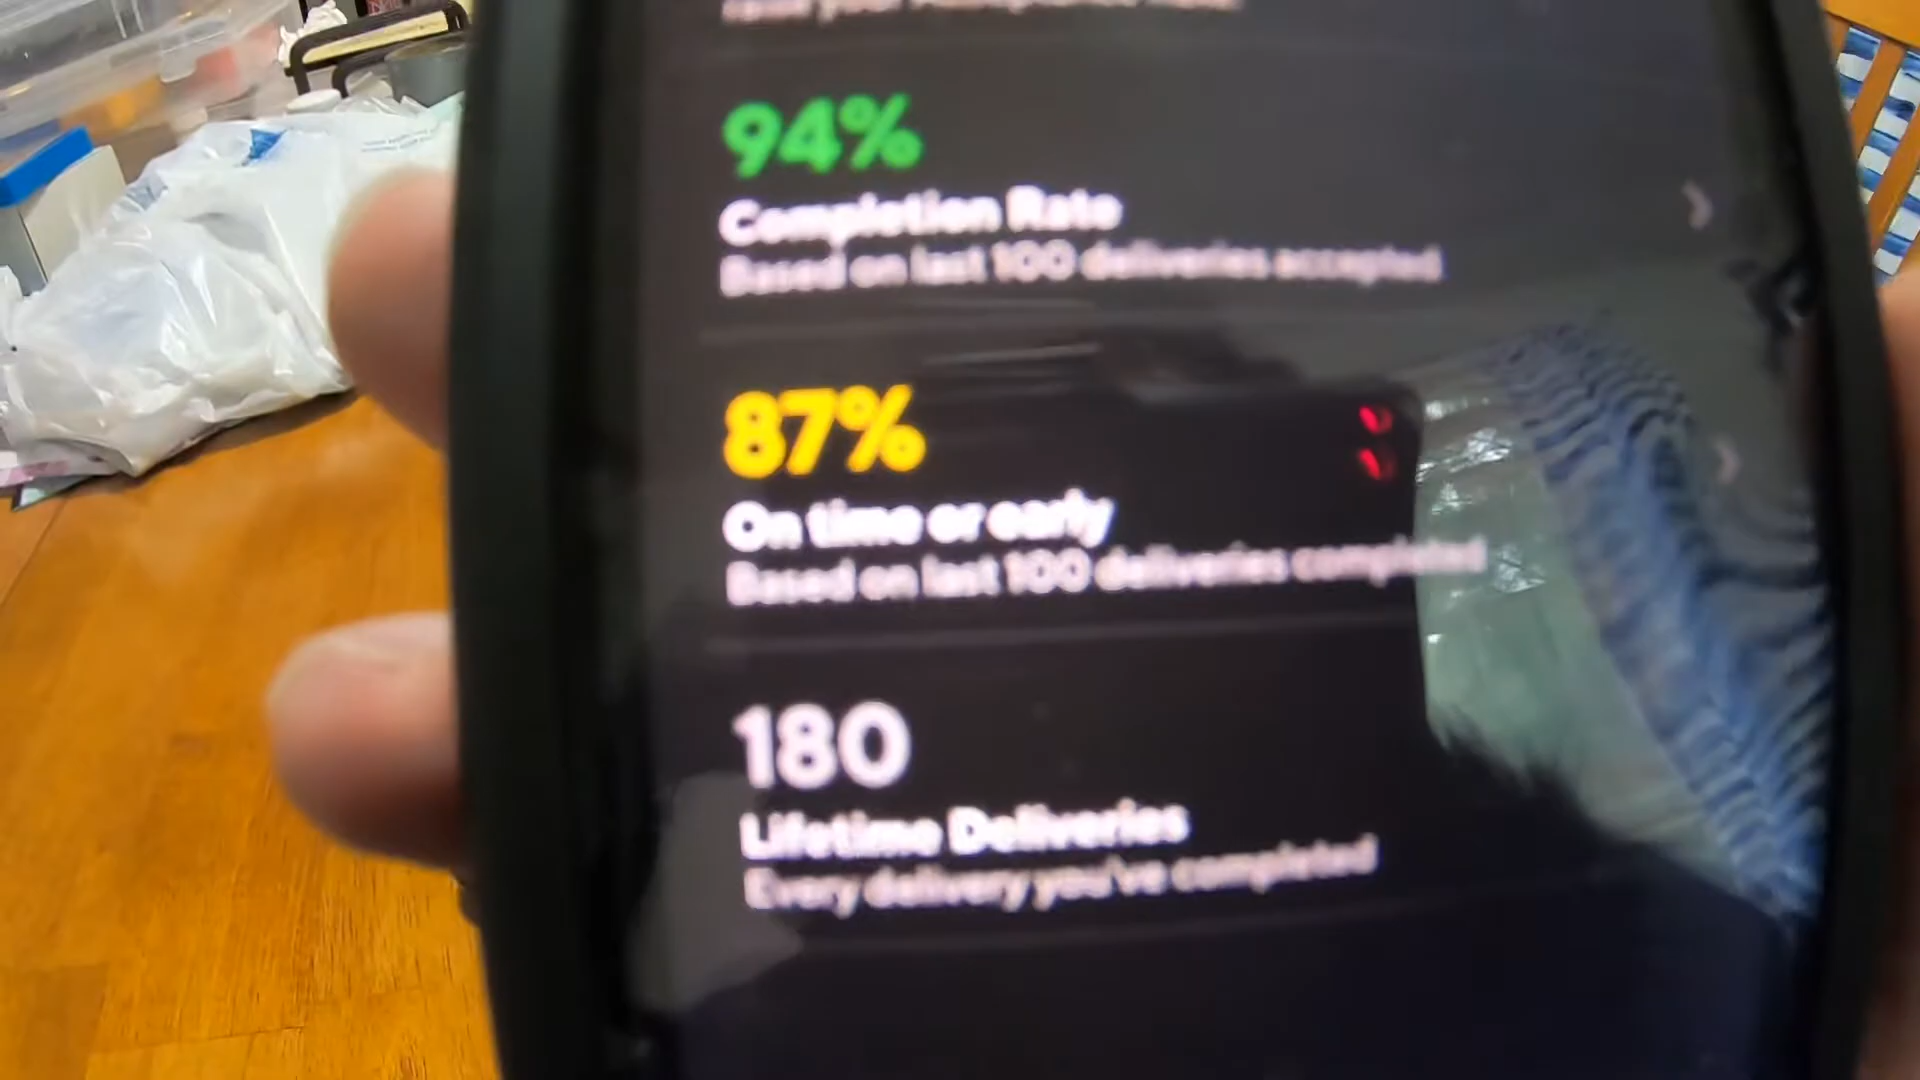 94%
Completion Rate
Based on last 100 deliveries accepted
87%
On time or early
Based on last 100 deliveries completed
180
Lifetime Deliveries
Every delivery you've completed